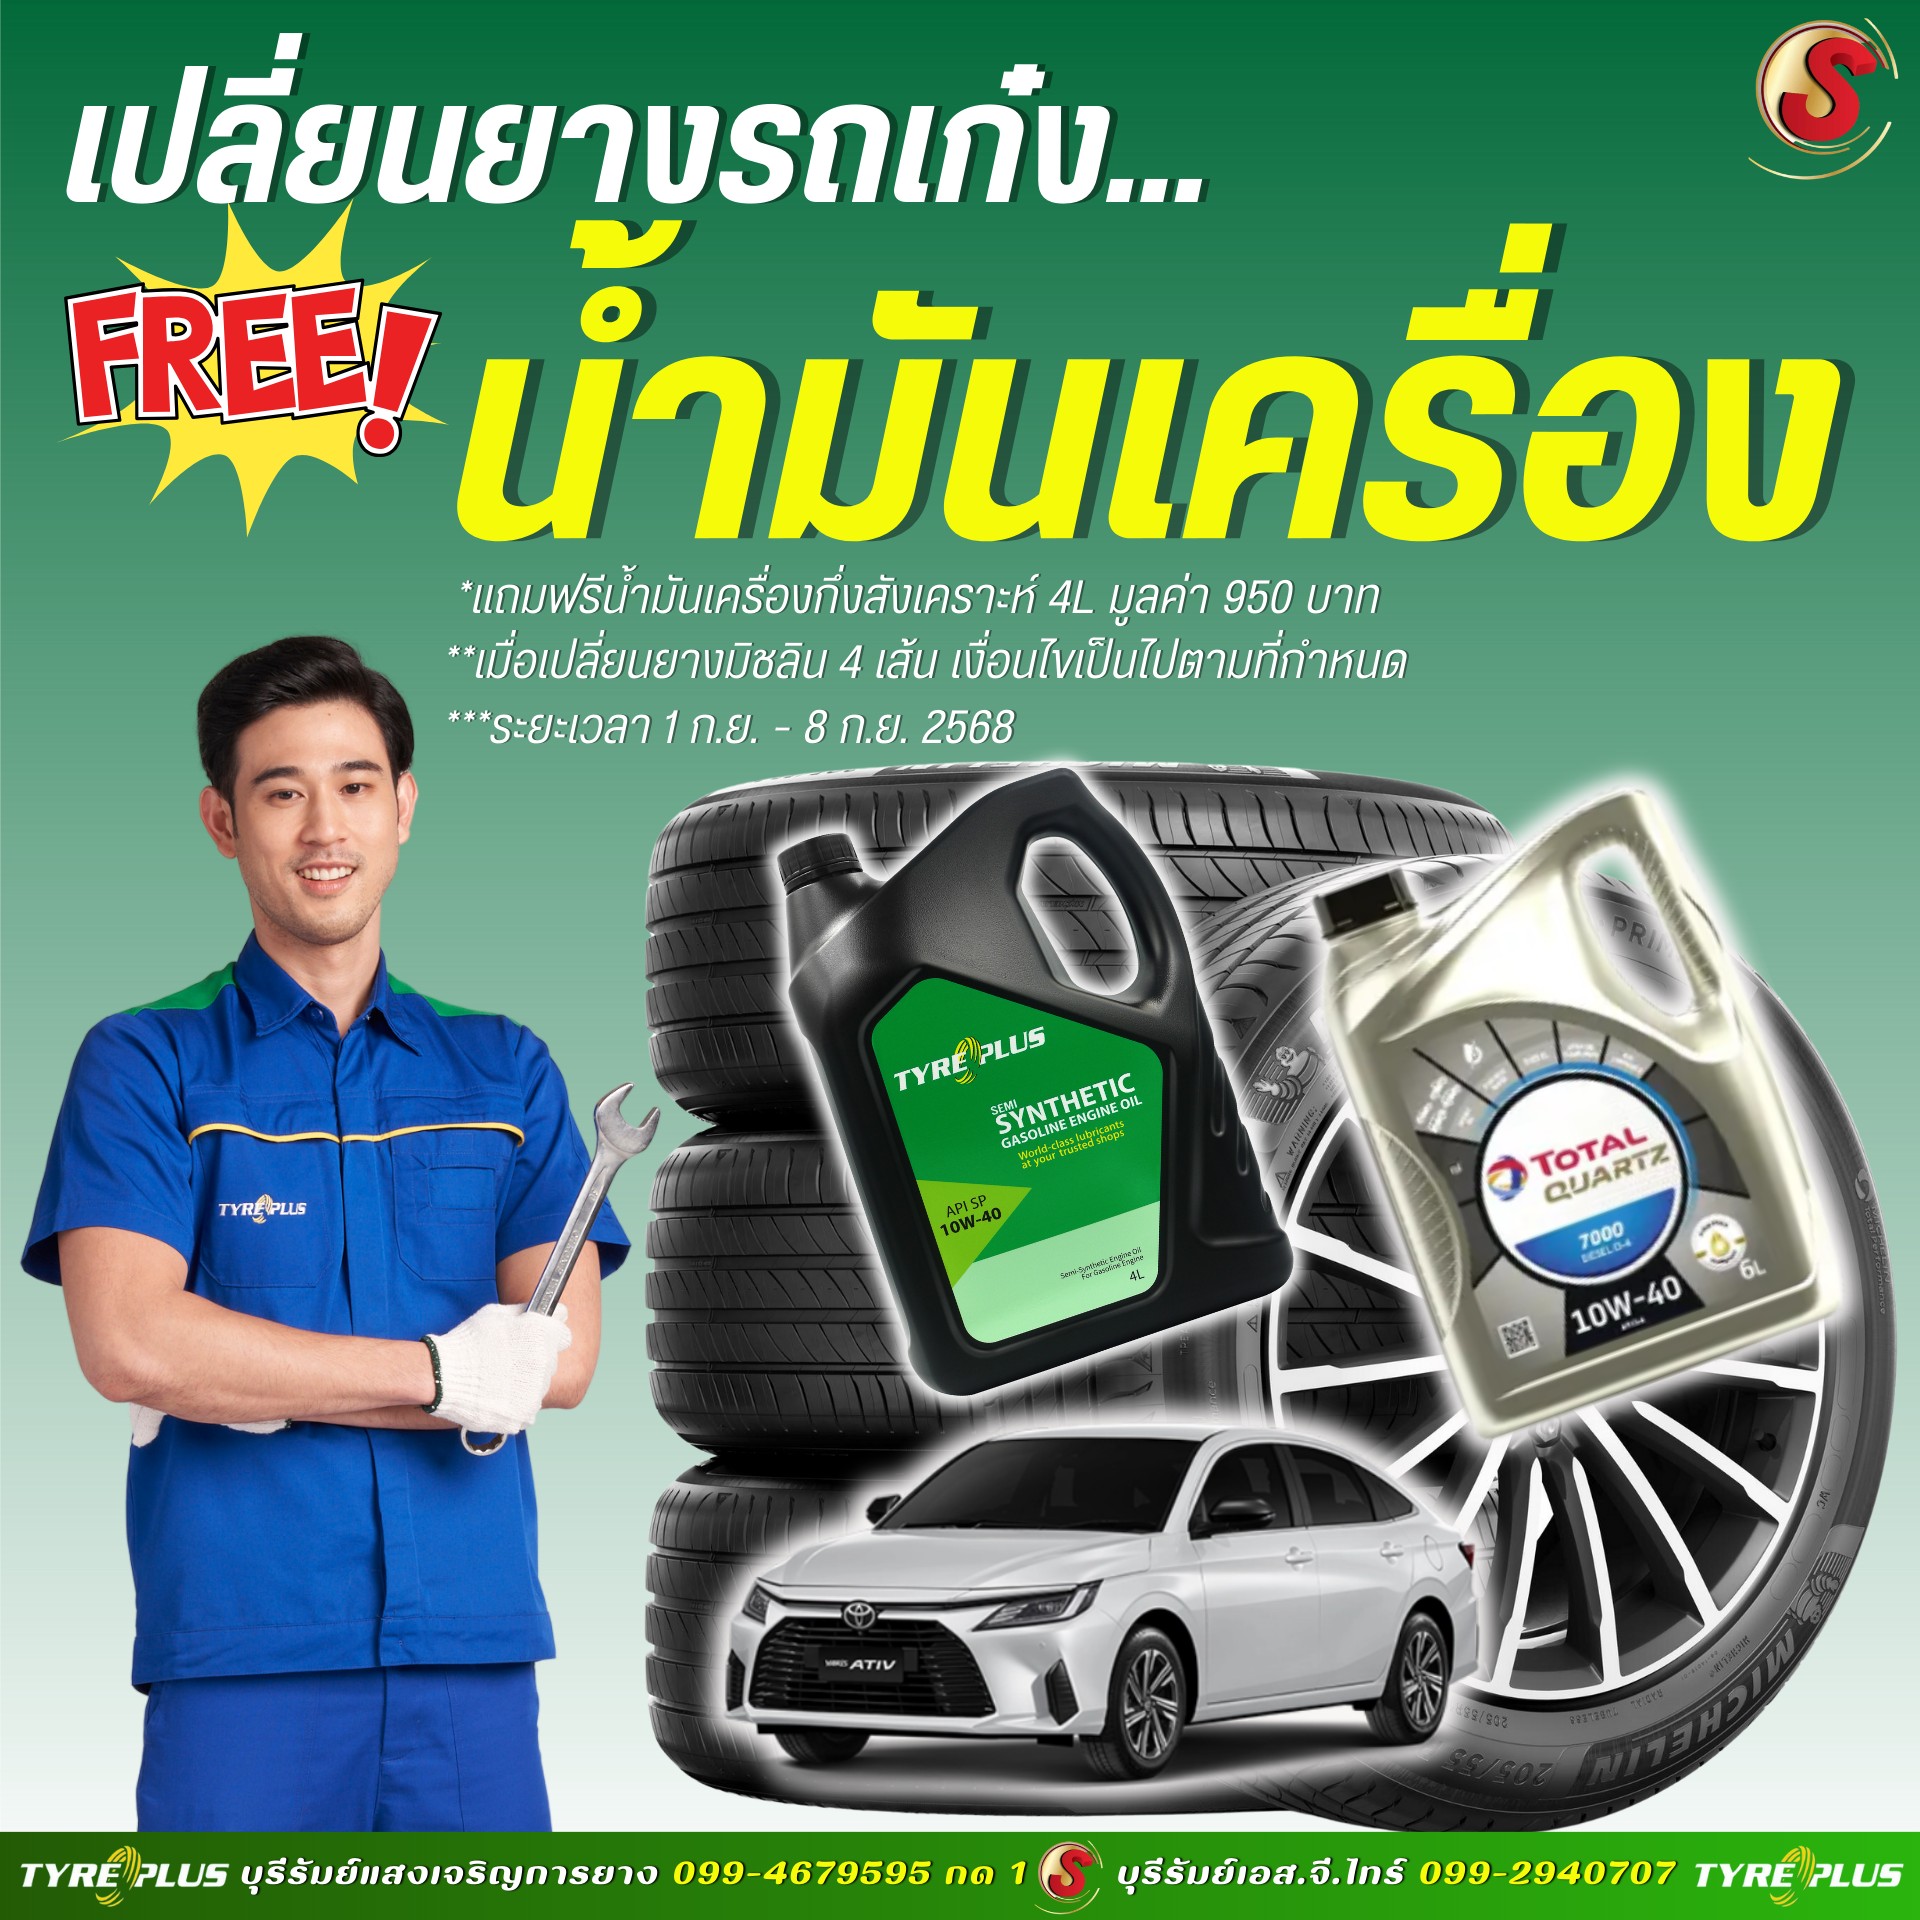 S
เปลี่ยนยางรถเก๋ง...
FREE!
น้ำมันเครื่อง
*แถมฟรีน้ำมันเครื่องกึ่งสังเคราะห์ 4L มูลค่า 950 บาท
**เมื่อเปลี่ยนยางมิชลิน 4 เส้น เงื่อนไขเป็นไปตามที่กำหนด
***ระยะเวลา 1 ก.ย. - 8 ก.ย. 2568
TYREPLUS
SEMI
SYNTHETIC
GASOLINE ENGINE OIL
World-class lubricants
at your trusted shops
API SP
10W-40
Semi-Synthetic Engine Oil
For Gasoline Engine
4L
TOTAL
QUARTZ
7000
10W-40
6L
TYREPLUS
ATIV
MICHELIN
205/55
TYREPLUS บุรีรัมย์แสงเจริญการยาง 099-4679595 กด 1 S บุรีรัมย์เอส.จี.ไทร์ 099-2940707 TYREPLUS